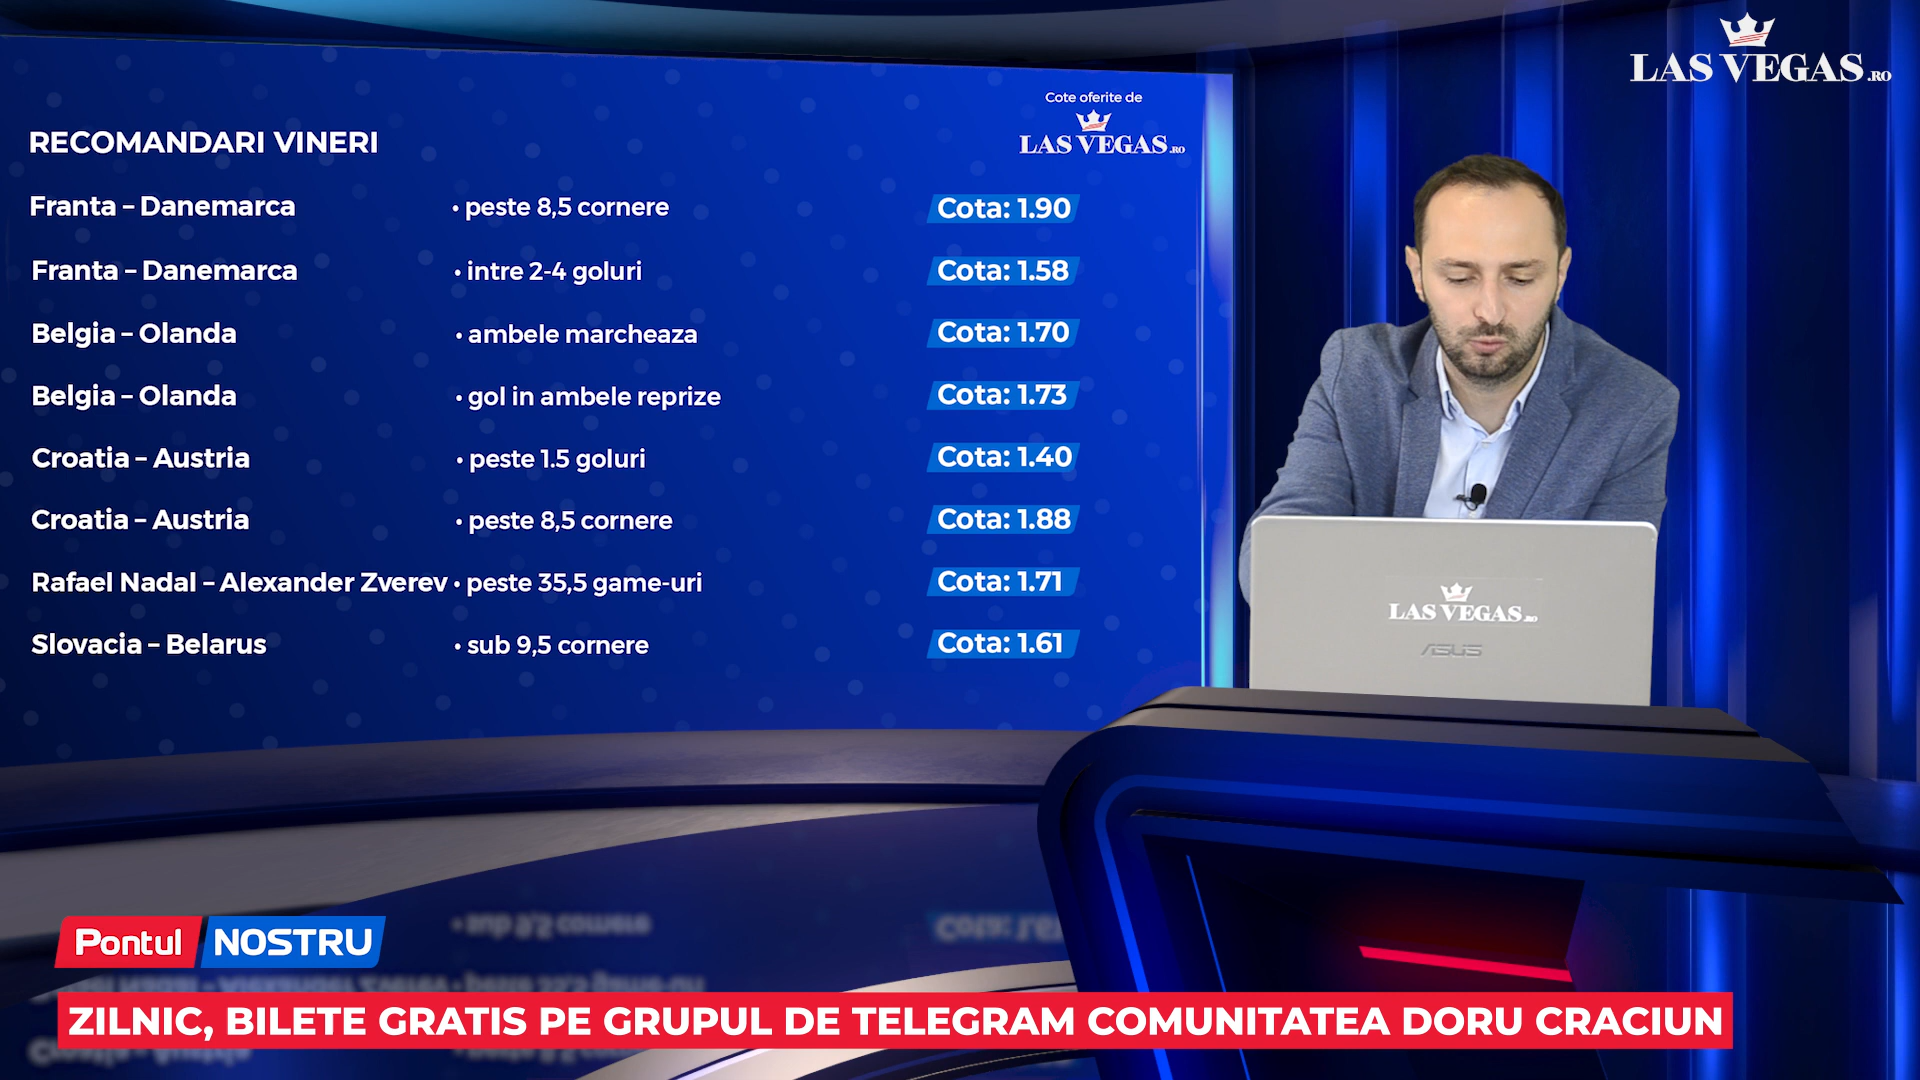 LAS VEGAS.RO
Cote oferite de
LAS VEGAS.RO
RECOMANDARI VINERI
Franta – Danemarca • peste 8,5 cornere Cota: 1.90
Franta – Danemarca • intre 2-4 goluri Cota: 1.58
Belgia – Olanda • ambele marcheaza Cota: 1.70
Belgia – Olanda • gol in ambele reprize Cota: 1.73
Croatia – Austria • peste 1.5 goluri Cota: 1.40
Croatia – Austria • peste 8,5 cornere Cota: 1.88
Rafael Nadal – Alexander Zverev • peste 35,5 game-uri Cota: 1.71
Slovacia – Belarus • sub 9,5 cornere Cota: 1.61
LAS VEGAS.RO
ASUS
Pontul NOSTRU
ZILNIC, BILETE GRATIS PE GRUPUL DE TELEGRAM COMUNITATEA DORU CRACIUN